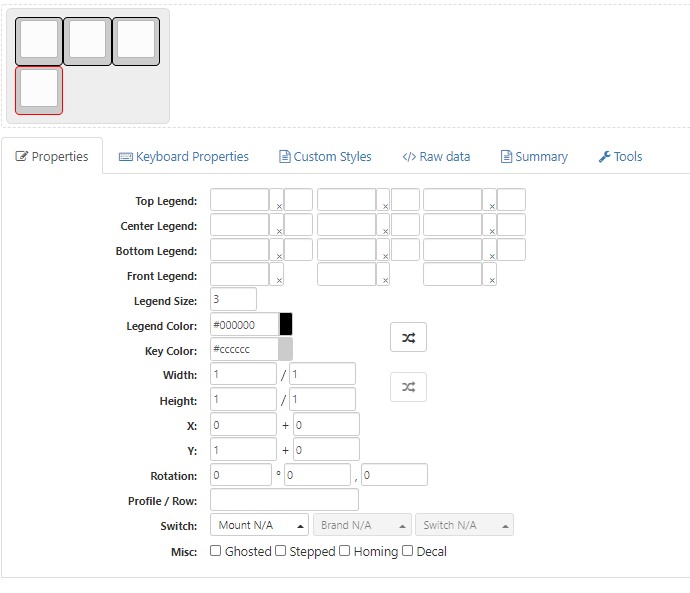 Properties Keyboard Properties Custom Styles </> Raw data Summary Tools
Top Legend: x x x
Center Legend: x x x
Bottom Legend: x x x
Front Legend: x x x
Legend Size: 3
Legend Color: #000000
Key Color: #cccccc
Width: 1 / 1
Height: 1 / 1
X: 0 + 0
Y: 1 + 0
Rotation: 0 ° 0 , 0
Profile / Row:
Switch: Mount N/A Brand N/A Switch N/A
Misc: Ghosted Stepped Homing Decal